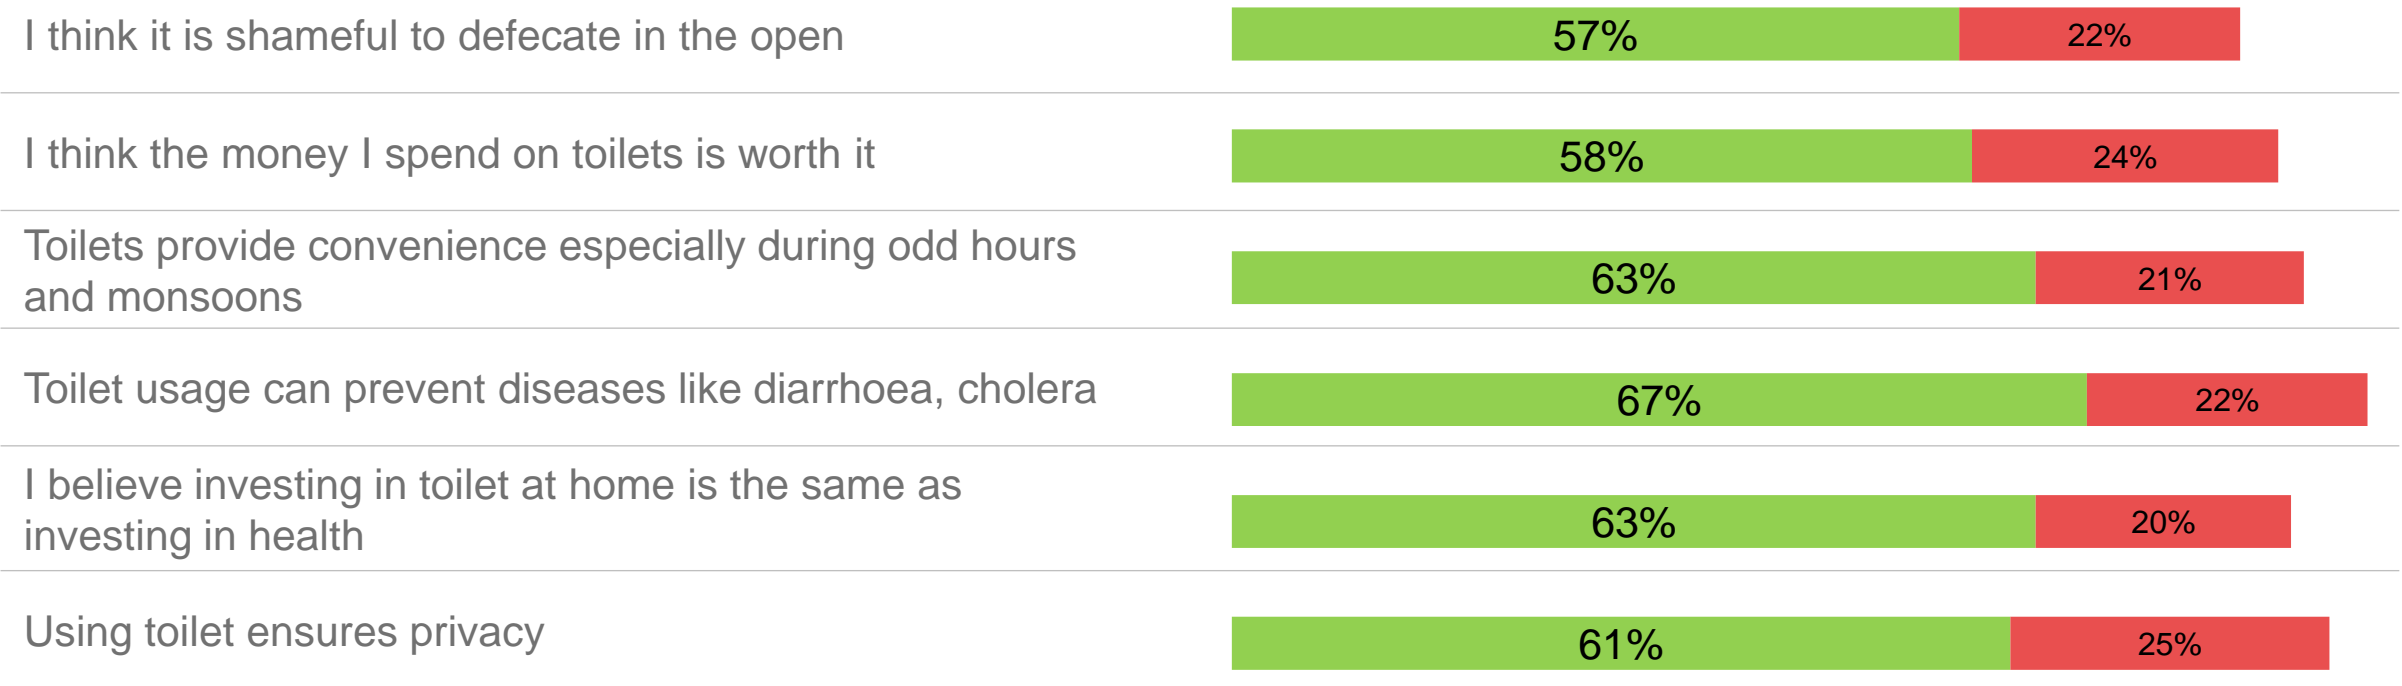 I think it is shameful to defecate in the open 57% 22%
I think the money I spend on toilets is worth it 58% 24%
Toilets provide convenience especially during odd hours
and monsoons
63% 21%
Toilet usage can prevent diseases like diarrhoea, cholera 67% 22%
I believe investing in toilet at home is the same as
investing in health
63% 20%
Using toilet ensures privacy 61% 25%